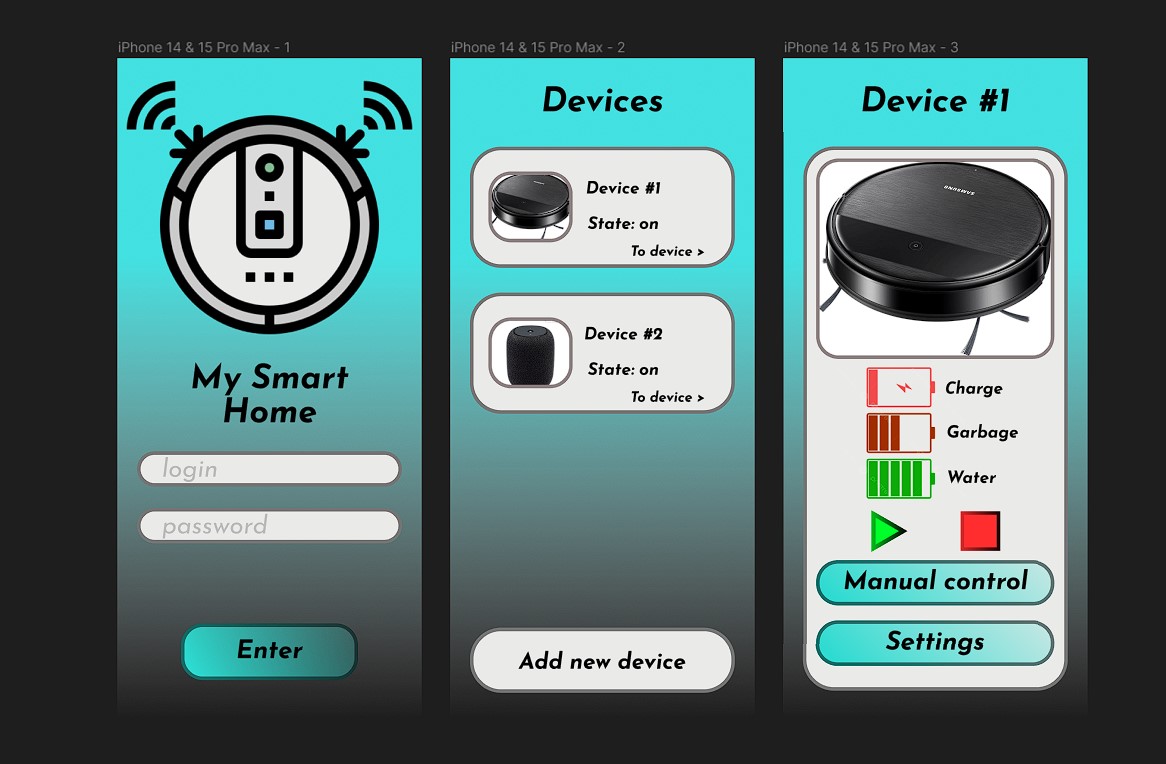 iPhone 14 & 15 Pro Max - 1
My Smart
Home
login
password
Enter
iPhone 14 & 15 Pro Max - 2
Devices
Device #1
State: on
To device >
Device #2
State: on
To device >
Add new device
iPhone 14 & 15 Pro Max - 3
Device #1
SAMSUNG
Charge
Garbage
Water
Manual control
Settings